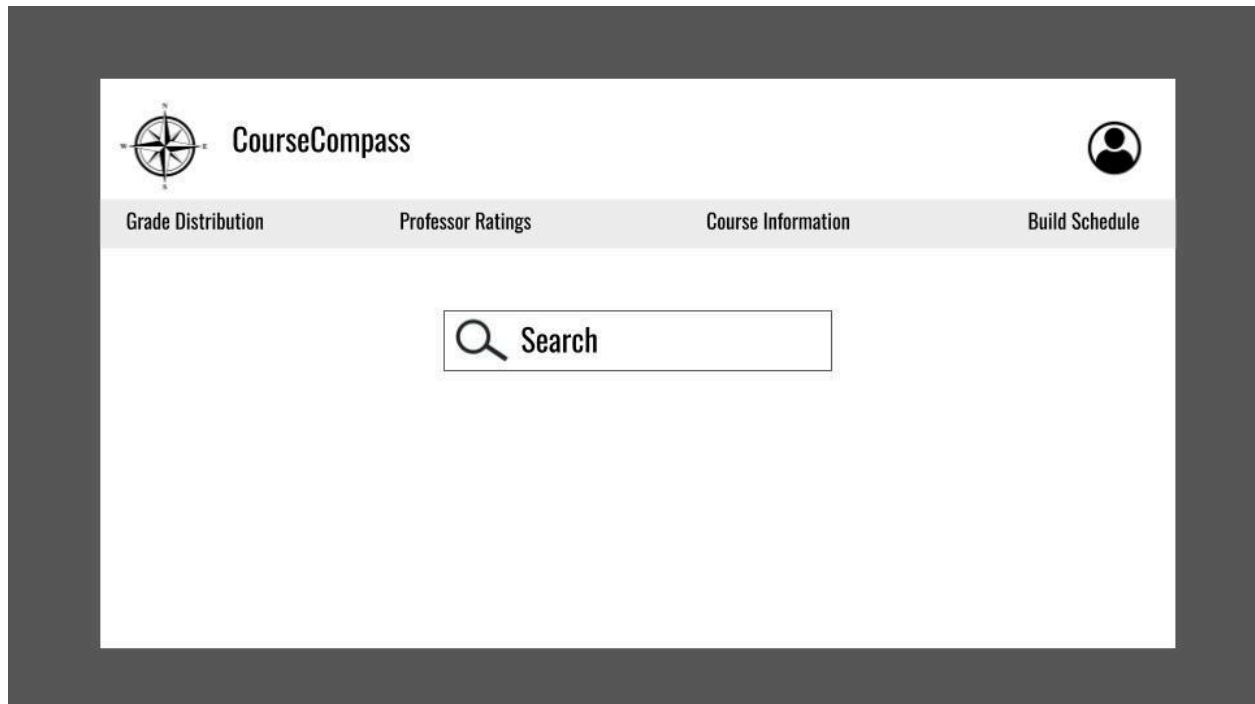 N
W E
S
CourseCompass
Grade Distribution Professor Ratings Course Information Build Schedule
Search